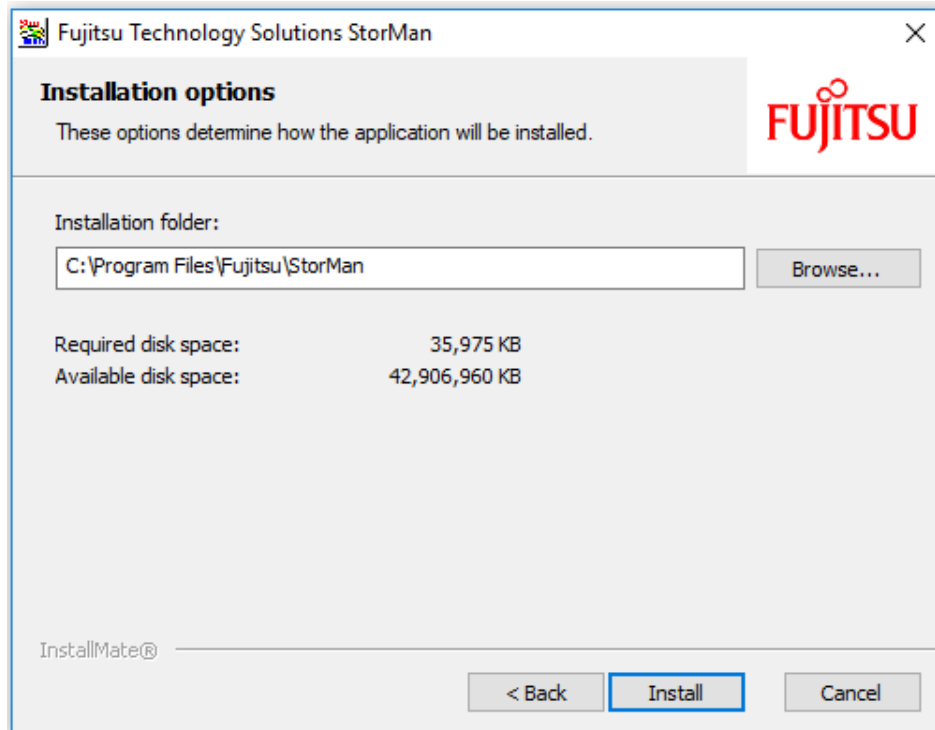 Fujitsu Technology Solutions StorMan
Installation options
These options determine how the application will be installed.
FUJITSU
Installation folder:
C:\Program Files\Fujitsu\StorMan
Browse...
Required disk space: 35,975 KB
Available disk space: 42,906,960 KB
InstallMate®
< Back Install Cancel